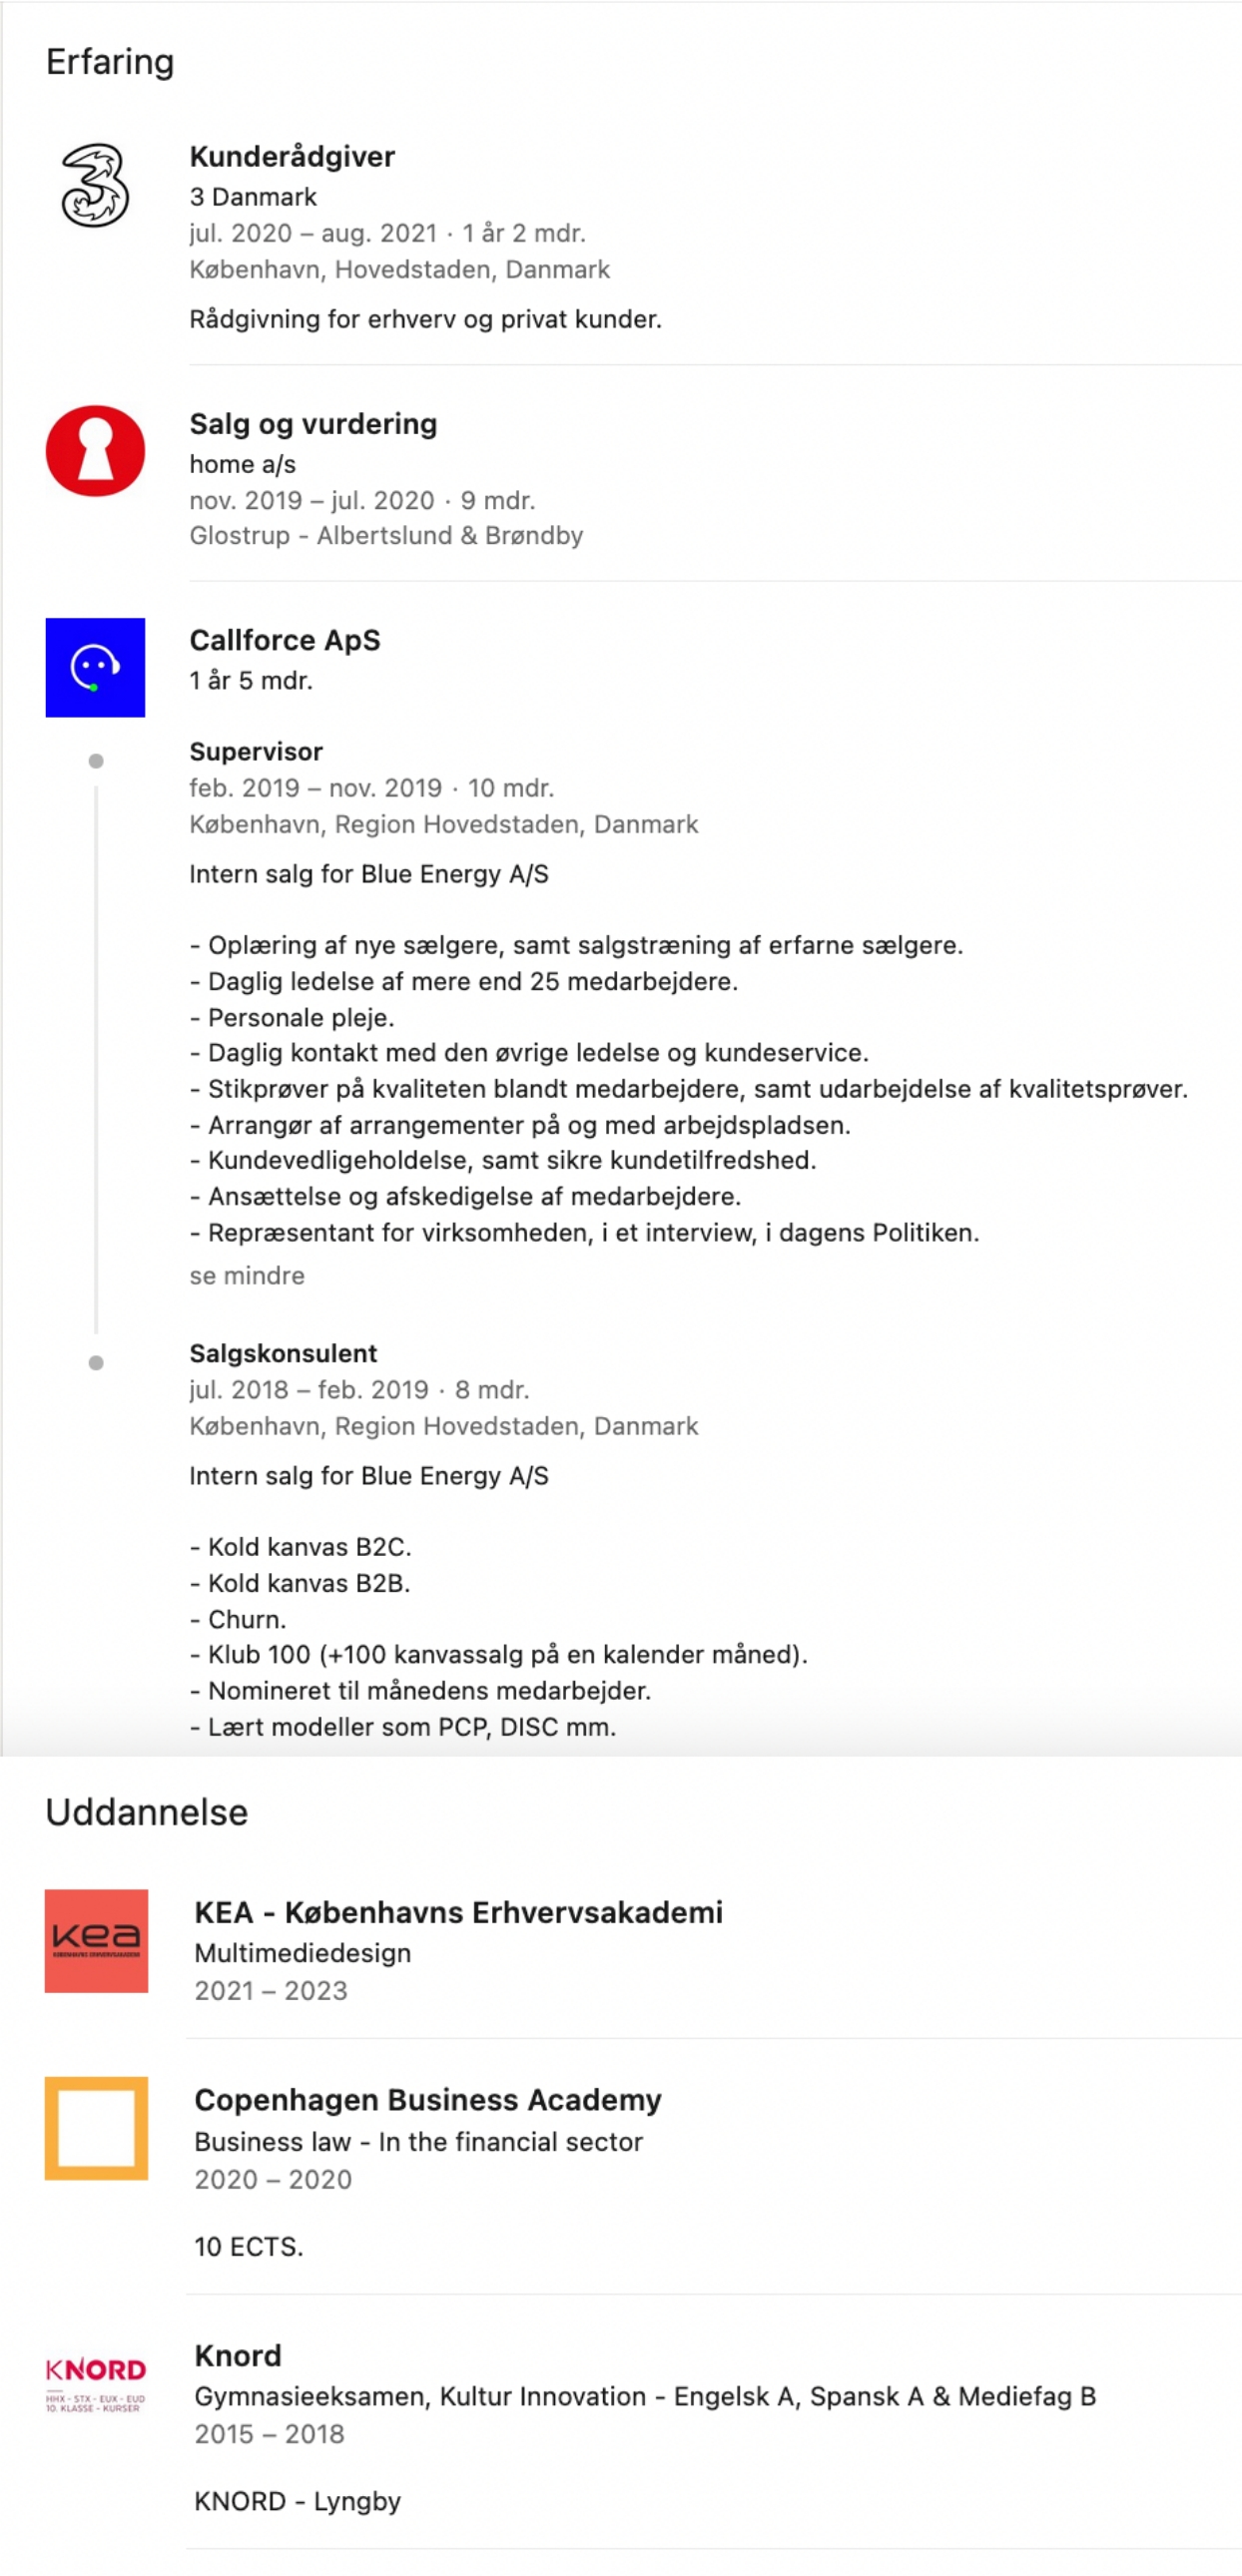 Erfaring
Kunderådgiver
3 Danmark
jul. 2020 – aug. 2021 · 1 år 2 mdr.
København, Hovedstaden, Danmark
Rådgivning for erhverv og privat kunder.
Salg og vurdering
home a/s
nov. 2019 – jul. 2020 · 9 mdr.
Glostrup - Albertslund & Brøndby
Callforce ApS
1 år 5 mdr.
Supervisor
feb. 2019 – nov. 2019 · 10 mdr.
København, Region Hovedstaden, Danmark
Intern salg for Blue Energy A/S
- Oplæring af nye sælgere, samt salgstræning af erfarne sælgere.
- Daglig ledelse af mere end 25 medarbejdere.
- Personale pleje.
- Daglig kontakt med den øvrige ledelse og kundeservice.
- Stikprøver på kvaliteten blandt medarbejdere, samt udarbejdelse af kvalitetsprøver.
- Arrangør af arrangementer på og med arbejdspladsen.
- Kundevedligeholdelse, samt sikre kundetilfredshed.
- Ansættelse og afskedigelse af medarbejdere.
- Repræsentant for virksomheden, i et interview, i dagens Politiken.
se mindre
Salgskonsulent
jul. 2018 – feb. 2019 · 8 mdr.
København, Region Hovedstaden, Danmark
Intern salg for Blue Energy A/S
- Kold kanvas B2C.
- Kold kanvas B2B.
- Churn.
- Klub 100 (+100 kanvassalg på en kalender måned).
- Nomineret til månedens medarbejder.
- Lært modeller som PCP, DISC mm.
Uddannelse
kea
KØBENHAVNS ERHVERVSAKADEMI
KEA - Københavns Erhvervsakademi
Multimediedesign
2021 – 2023
Copenhagen Business Academy
Business law - In the financial sector
2020 – 2020
10 ECTS.
KNORD
HHX - STX - EUX - EUD
10. KLASSE - KURSER
Knord
Gymnasieeksamen, Kultur Innovation - Engelsk A, Spansk A & Mediefag B
2015 – 2018
KNORD - Lyngby